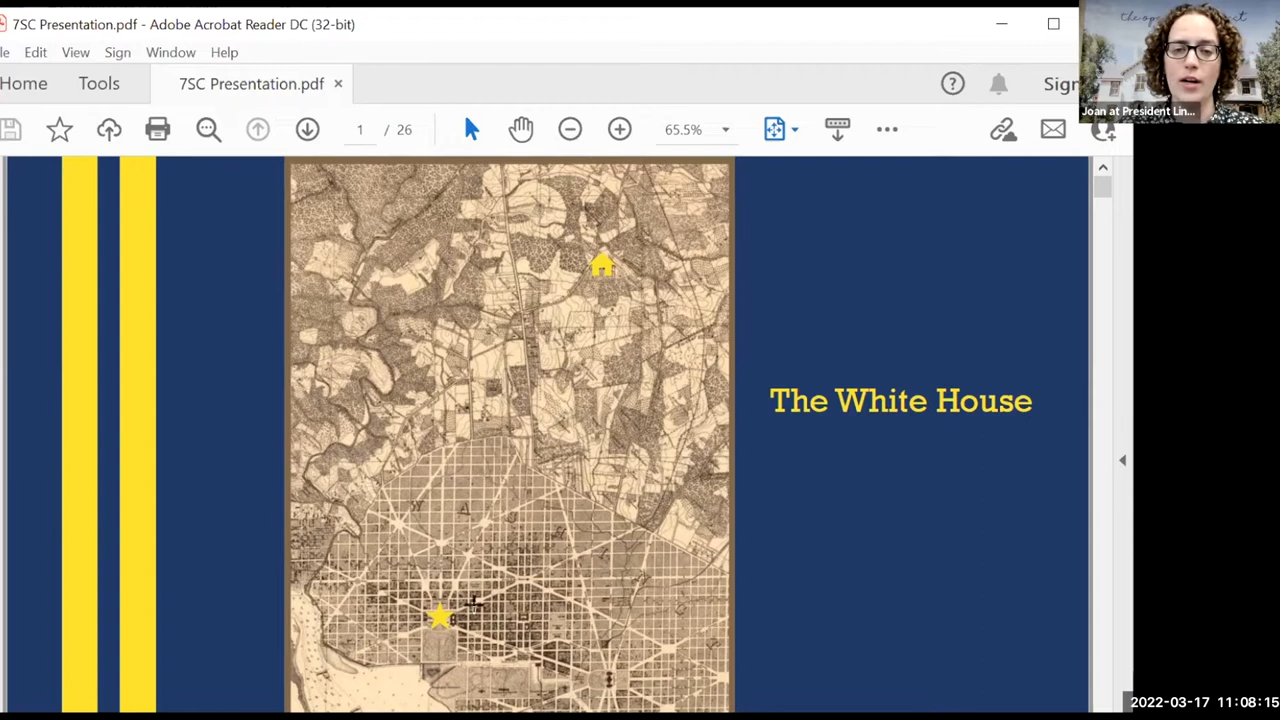 7SC Presentation.pdf - Adobe Acrobat Reader DC (32-bit)
le Edit View Sign Window Help
Home Tools 7SC Presentation.pdf × Sign
1 / 26 65.5%
Joan at President Lin...
The White House
2022-03-17 11:08:15